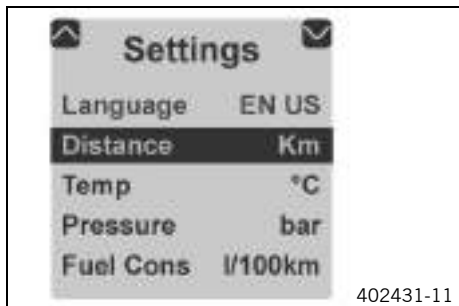 Settings
Language EN US
Distance Km
Temp °C
Pressure bar
Fuel Cons l/100km
402431-11